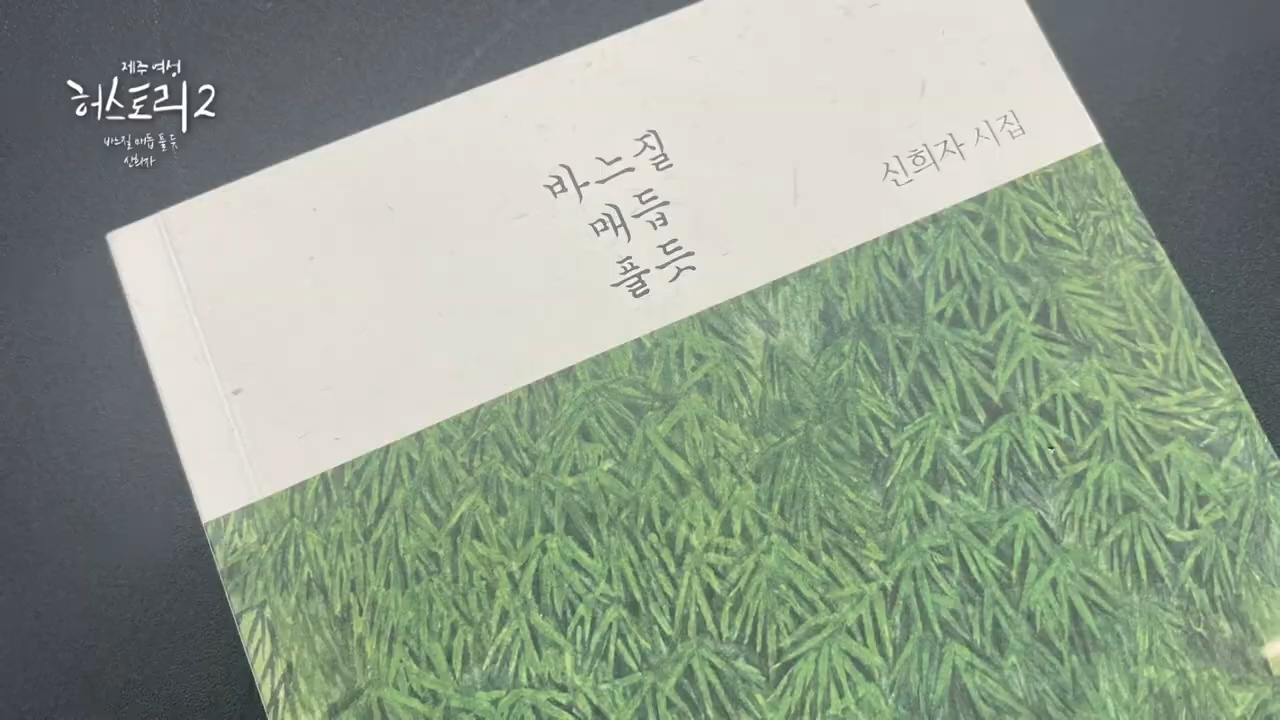 제주 여성
허스토리2
바느질 매듭 풀 듯
신희자
바느질
매듭
풀듯
신희자 시집